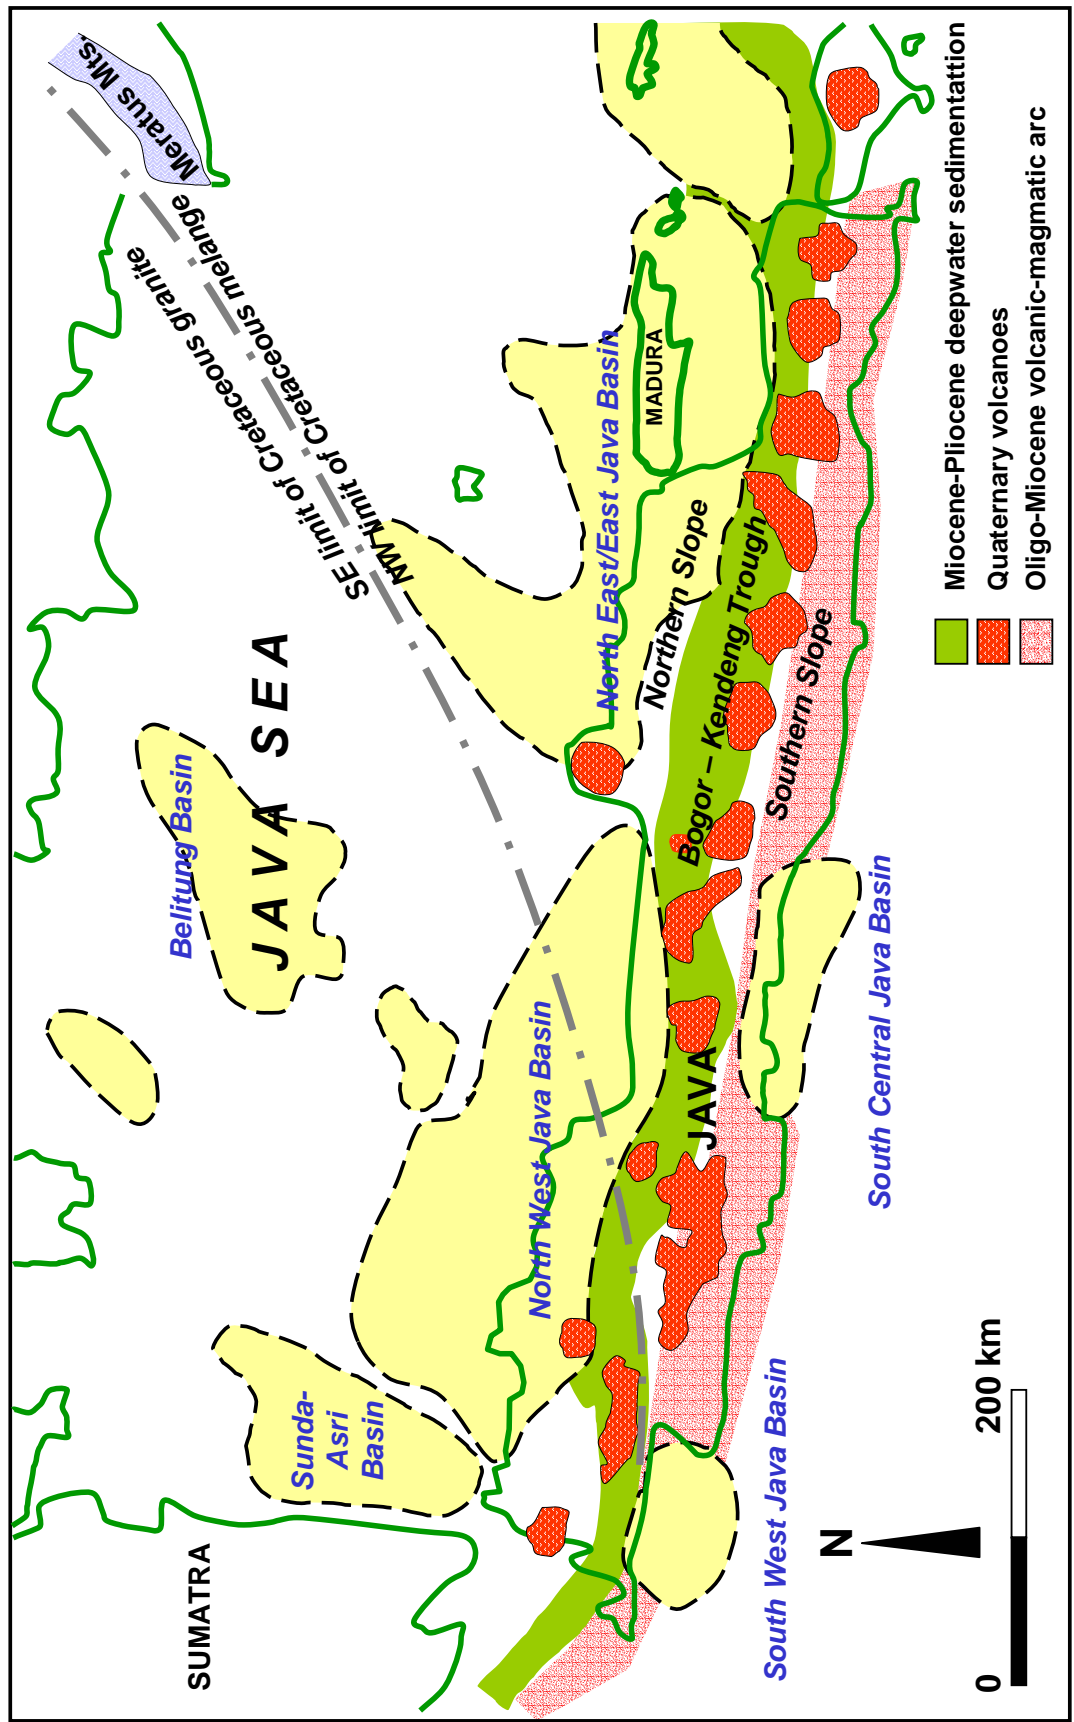 Meratus Mts.
SE limit of Cretaceous granite
NW limit of Cretaceous melange
JAVA SEA
Belitung Basin
North East/East Java Basin
MADURA
Northern Slope
Bogor – Kendeng Trough
Southern Slope
North West Java Basin
JAVA
Sunda-
Asri
Basin
SUMATRA
South Central Java Basin
South West Java Basin
N
0
200 km
Miocene-Pliocene deepwater sedimentattion
Quaternary volcanoes
Oligo-Miocene volcanic-magmatic arc